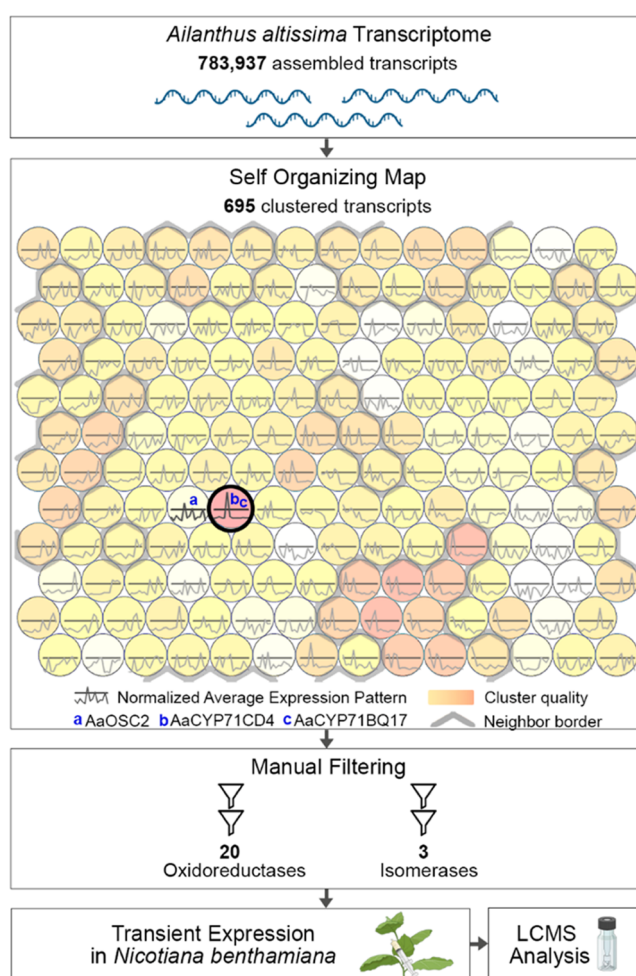 Ailanthus altissima Transcriptome
783,937 assembled transcripts
Self Organizing Map
695 clustered transcripts
a
bc
Normalized Average Expression Pattern
Cluster quality
a AaOSC2 b AaCYP71CD4 c AaCYP71BQ17
Neighbor border
Manual Filtering
20
Oxidoreductases
3
Isomerases
Transient Expression
in Nicotiana benthamiana
LCMS
Analysis